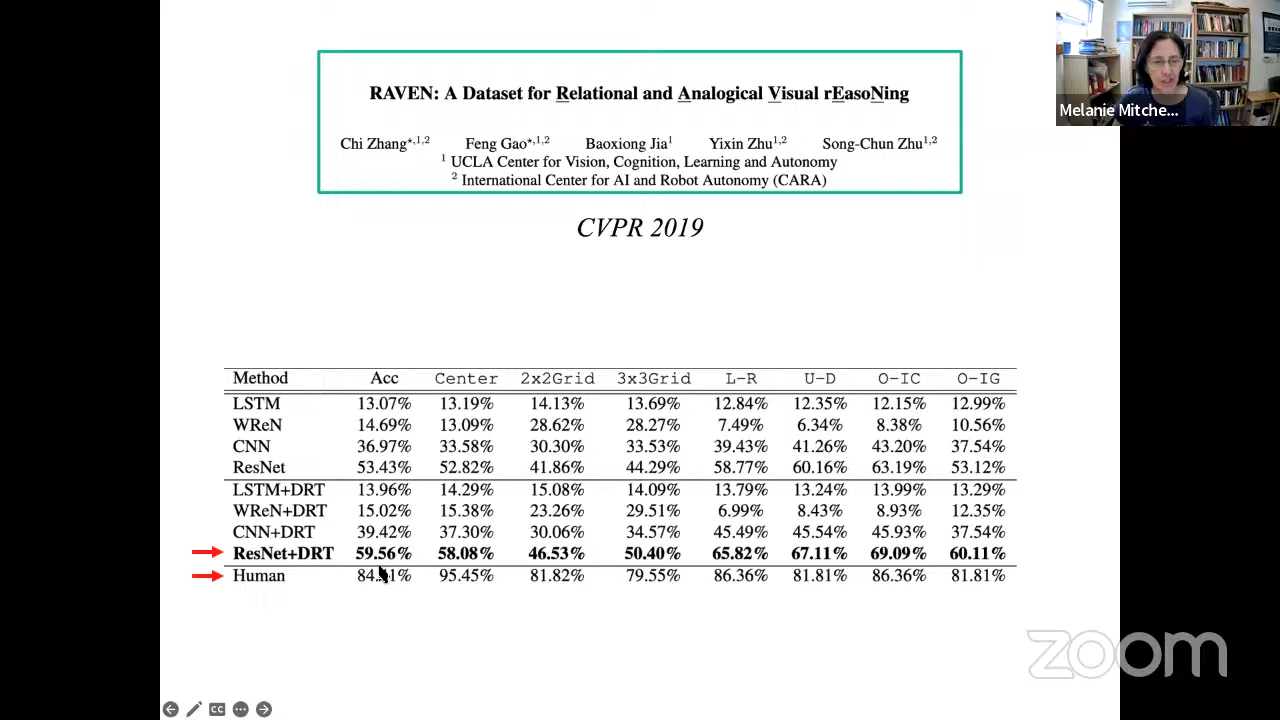 RAVEN: A Dataset for Relational and Analogical Visual rEasoNing
Chi Zhang⋆,1,2 Feng Gao⋆,1,2 Baoxiong Jia1 Yixin Zhu1,2 Song-Chun Zhu1,2
1 UCLA Center for Vision, Cognition, Learning and Autonomy
2 International Center for AI and Robot Autonomy (CARA)
Melanie Mitche...
CVPR 2019
Method Acc Center 2x2Grid 3x3Grid L-R U-D O-IC O-IG
LSTM 13.07% 13.19% 14.13% 13.69% 12.84% 12.35% 12.15% 12.99%
WReN 14.69% 13.09% 28.62% 28.27% 7.49% 6.34% 8.38% 10.56%
CNN 36.97% 33.58% 30.30% 33.53% 39.43% 41.26% 43.20% 37.54%
ResNet 53.43% 52.82% 41.86% 44.29% 58.77% 60.16% 63.19% 53.12%
LSTM+DRT 13.96% 14.29% 15.08% 14.09% 13.79% 13.24% 13.99% 13.29%
WReN+DRT 15.02% 15.38% 23.26% 29.51% 6.99% 8.43% 8.93% 12.35%
CNN+DRT 39.42% 37.30% 30.06% 34.57% 45.49% 45.54% 45.93% 37.54%
ResNet+DRT 59.56% 58.08% 46.53% 50.40% 65.82% 67.11% 69.09% 60.11%
Human 95.45% 81.82% 79.55% 86.36% 81.81% 86.36% 81.81%
zoom
CC